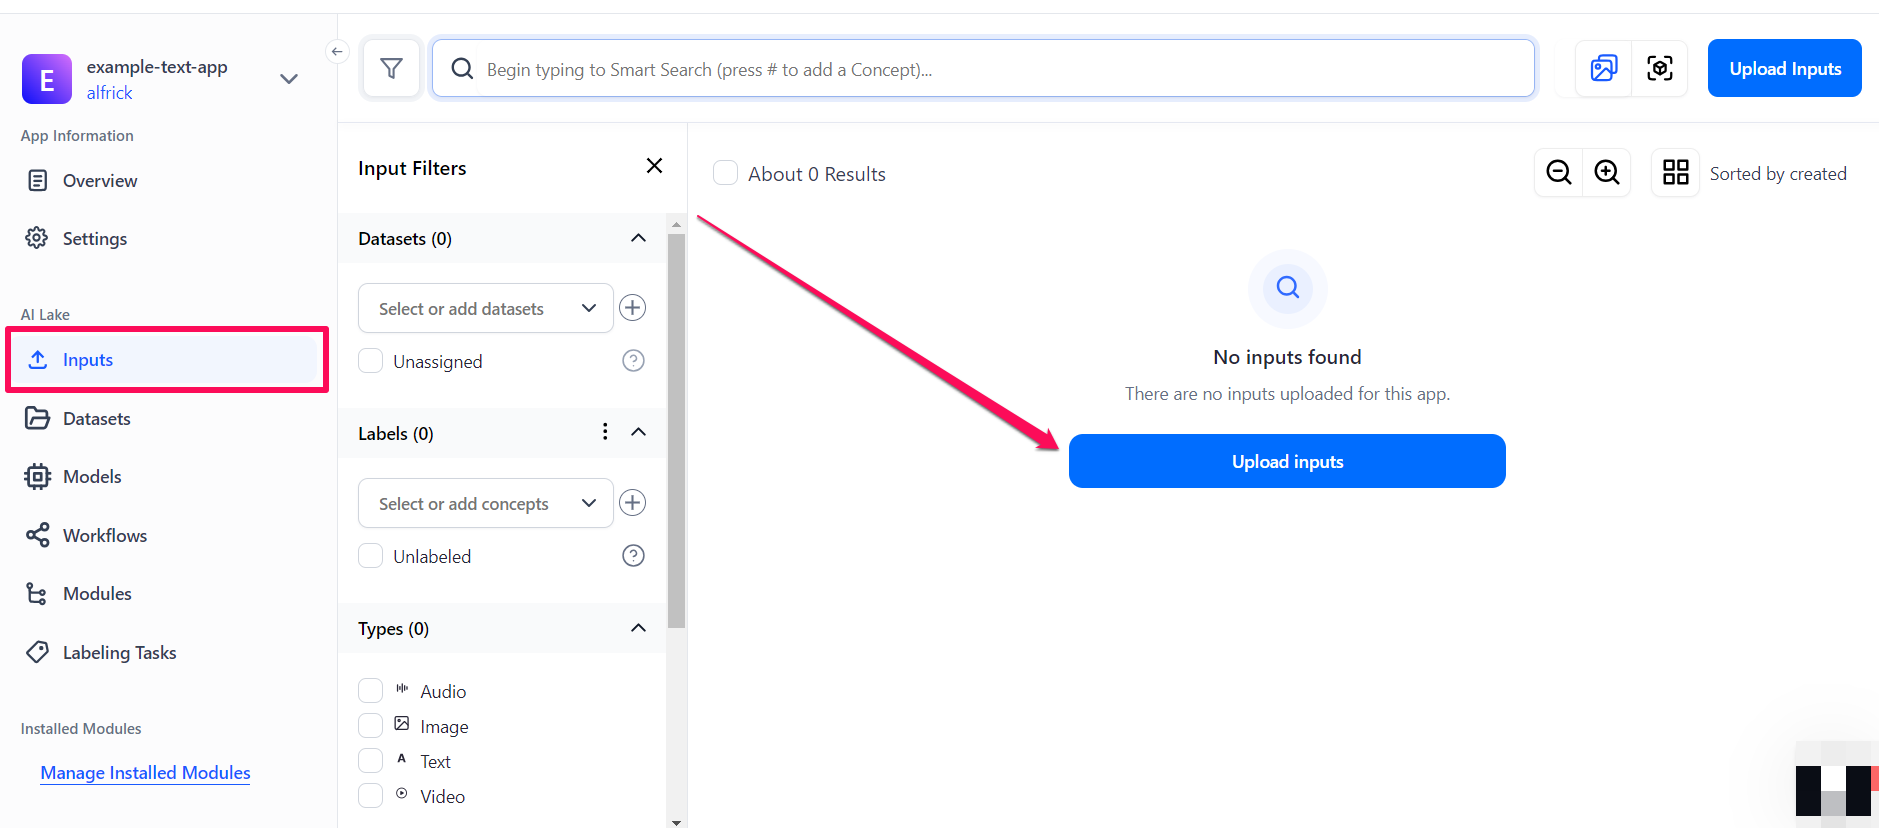 E
example-text-app
alfrick
App Information
Overview
Settings
AI Lake
Inputs
Datasets
Models
Workflows
Modules
Labeling Tasks
Installed Modules
Manage Installed Modules
Begin typing to Smart Search (press # to add a Concept)...
Upload Inputs
Input Filters
Datasets (0)
Select or add datasets
Unassigned
Labels (0)
Select or add concepts
Unlabeled
Types (0)
Audio
Image
A Text
Video
About 0 Results
Sorted by created
No inputs found
There are no inputs uploaded for this app.
Upload inputs